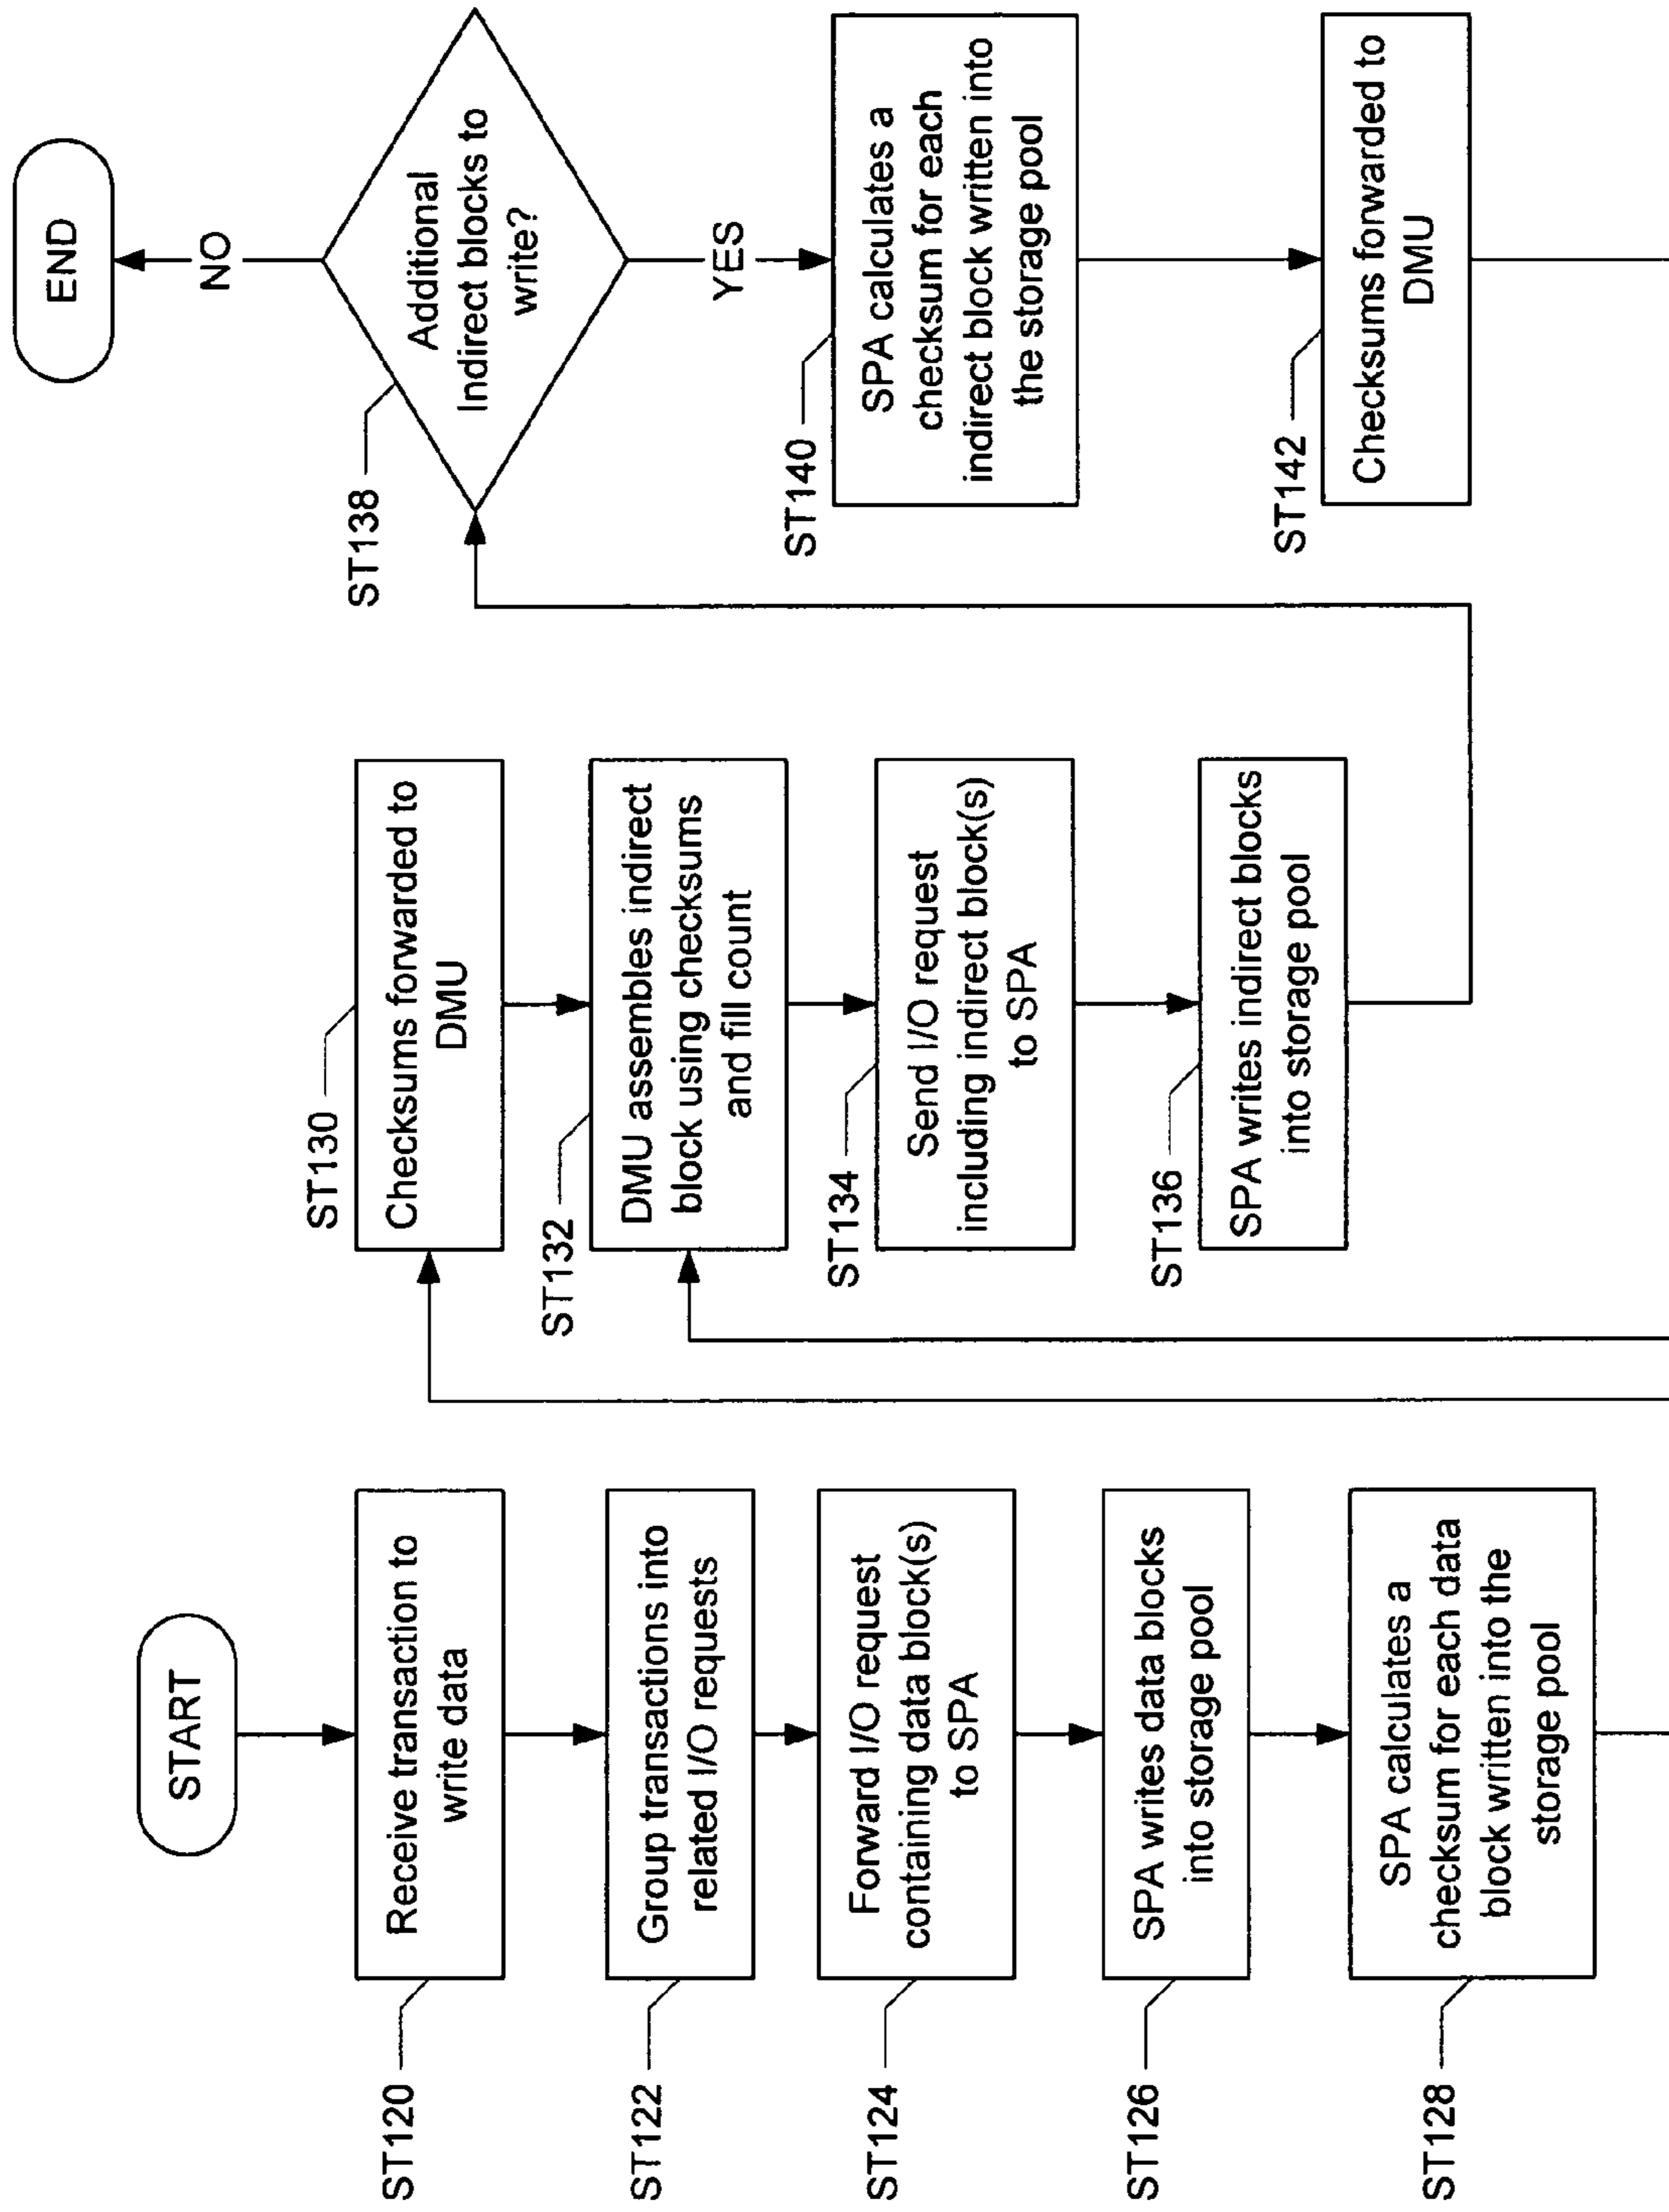 START
ST120
Receive transaction to
write data
ST122
Group transactions into
related I/O requests
ST124
Forward I/O request
containing data block(s)
to SPA
ST126
SPA writes data blocks
into storage pool
ST128
SPA calculates a
checksum for each data
block written into the
storage pool
ST130
Checksums forwarded to
DMU
ST132
DMU assembles indirect
block using checksums
and fill count
ST134
Send I/O request
including indirect block(s)
to SPA
ST136
SPA writes indirect blocks
into storage pool
END
NO
ST138
Additional
Indirect blocks to
write?
YES
ST140
SPA calculates a
checksum for each
indirect block written into
the storage pool
ST142
Checksums forwarded to
DMU